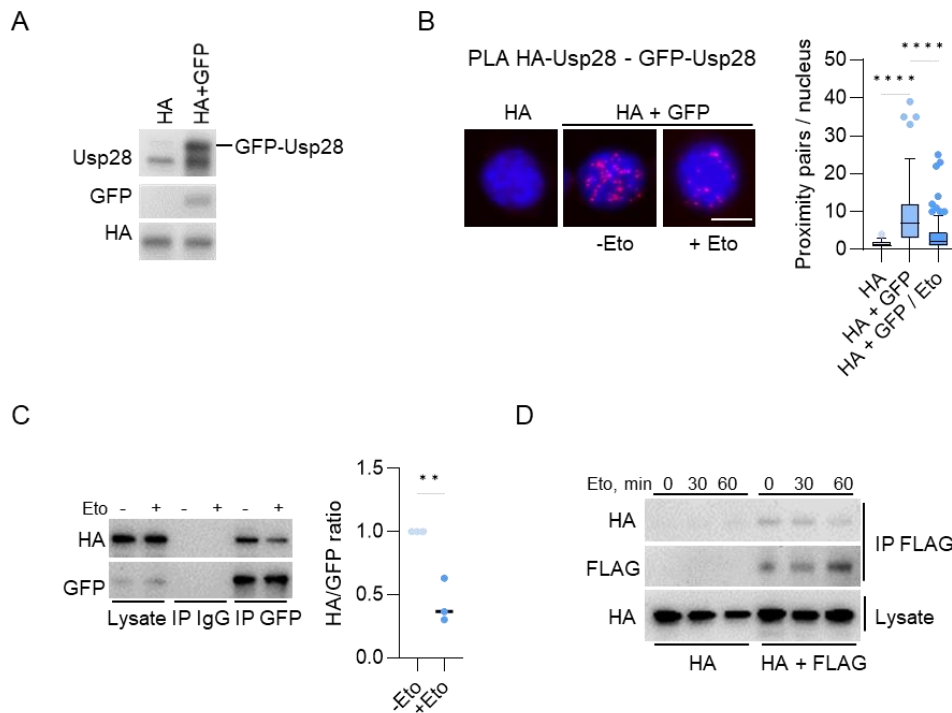 A
HA
HA+GFP
Usp28
GFP-Usp28
GFP
HA
B
PLA HA-Usp28 - GFP-Usp28
HA
HA + GFP
-Eto
+ Eto
Proximity pairs / nucleus
50
40
30
20
10
0
* * * *
* * * *
HA
HA + GFP
HA + GFP / Eto
C
Eto - + - + - +
HA
GFP
Lysate IP IgG IP GFP
HA/GFP ratio
1.5
1.0
0.5
0.0
* *
-Eto
+Eto
D
Eto, min 0 30 60 0 30 60
HA
FLAG
IP FLAG
HA
Lysate
HA
HA + FLAG